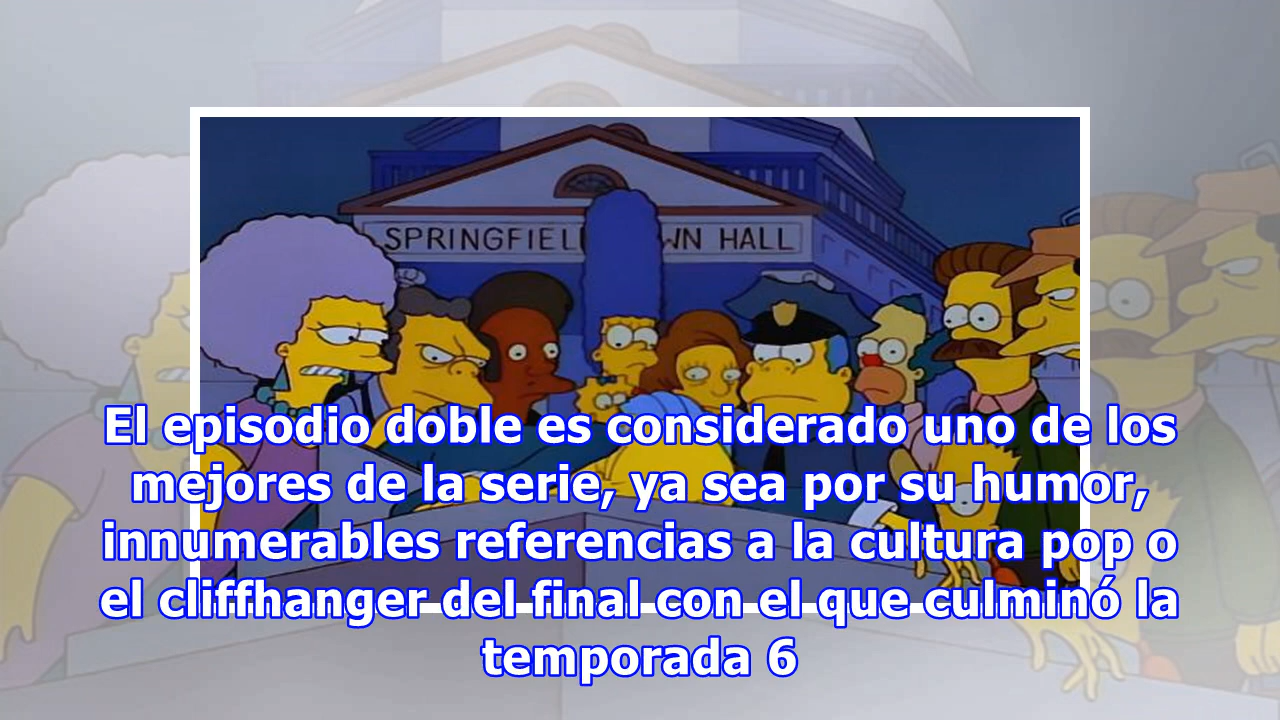 SPRINGFIEL WN HALL
El episodio doble es considerado uno de los
mejores de la serie, ya sea por su humor,
innumerables referencias a la cultura pop o
el cliffhanger del final con el que culminó la
temporada 6